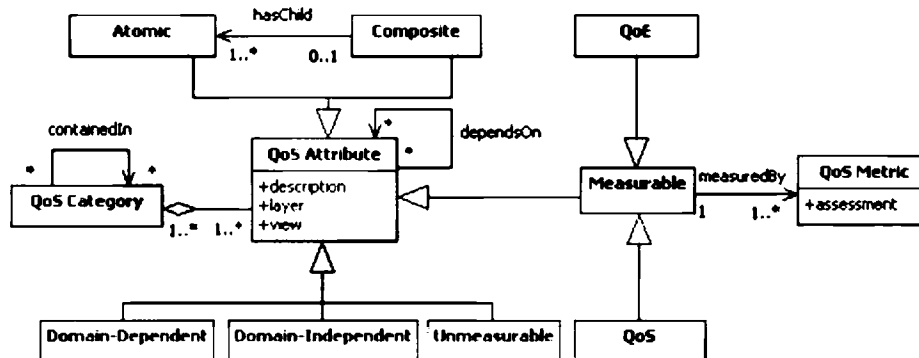 hasChild
Atomic
Composite
QoE
1..*
0..1
containedIn
*
*
QoS Category
1..*
1..*
QoS Attribute
+description
+layer
+view
*
*
dependsOn
Measurable
measuredBy
1
1..*
QoS Metric
+assessment
Domain-Dependent
Domain-Independent
Unmeasurable
QoS